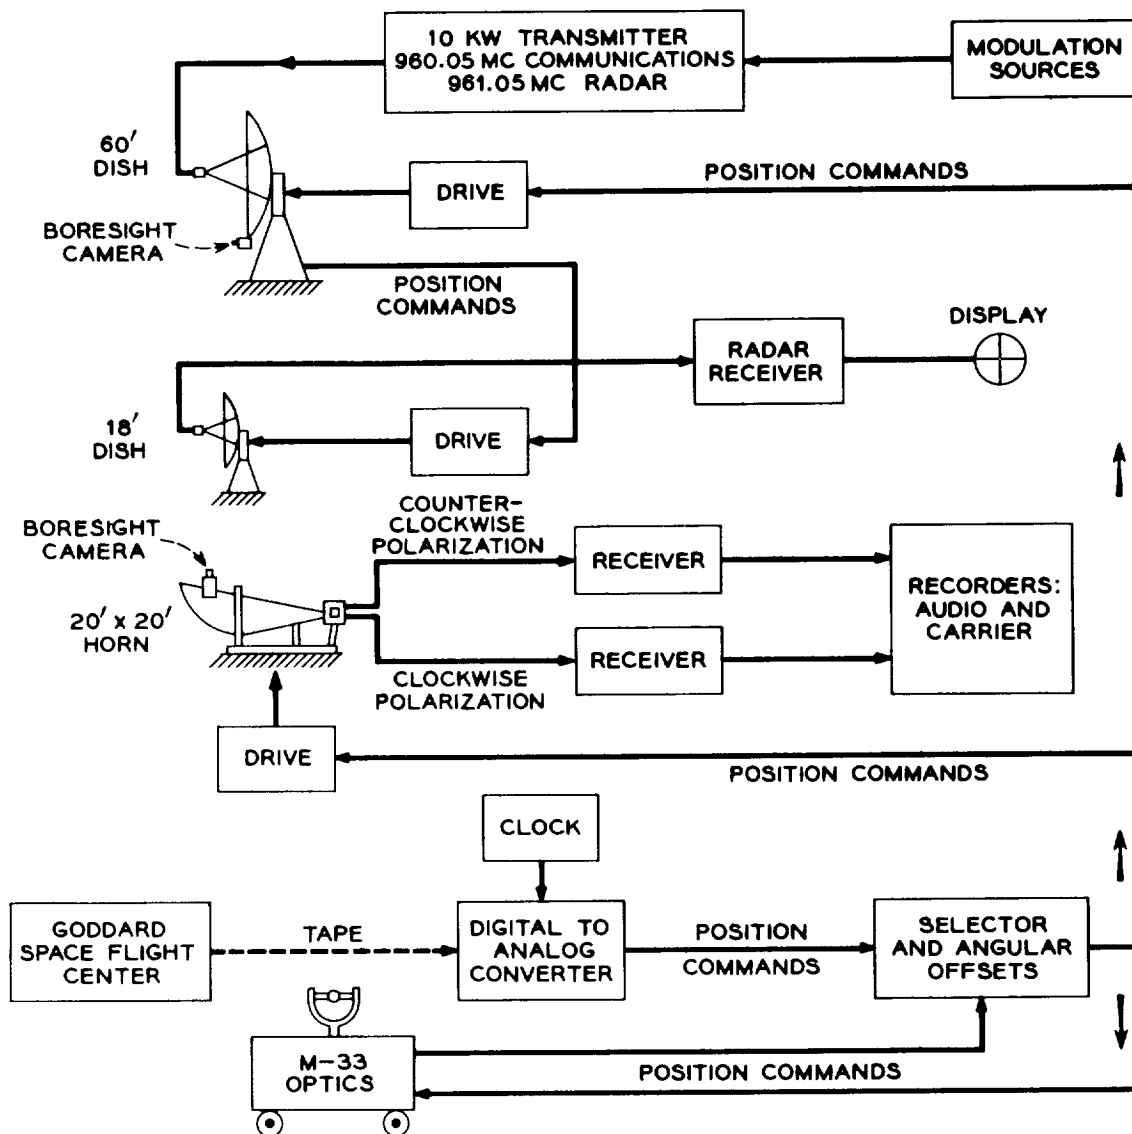 10 KW TRANSMITTER
960.05 MC COMMUNICATIONS
961.05 MC RADAR
MODULATION
SOURCES
60'
DISH
DRIVE
POSITION COMMANDS
BORESIGHT
CAMERA
POSITION
COMMANDS
RADAR
RECEIVER
DISPLAY
18'
DISH
DRIVE
COUNTER-
CLOCKWISE
POLARIZATION
BORESIGHT
CAMERA
RECEIVER
RECORDERS:
AUDIO AND
CARRIER
20' x 20'
HORN
RECEIVER
CLOCKWISE
POLARIZATION
DRIVE
POSITION COMMANDS
CLOCK
GODDARD
SPACE FLIGHT
CENTER
TAPE
DIGITAL TO
ANALOG
CONVERTER
POSITION
COMMANDS
SELECTOR
AND ANGULAR
OFFSETS
M-33
OPTICS
POSITION COMMANDS